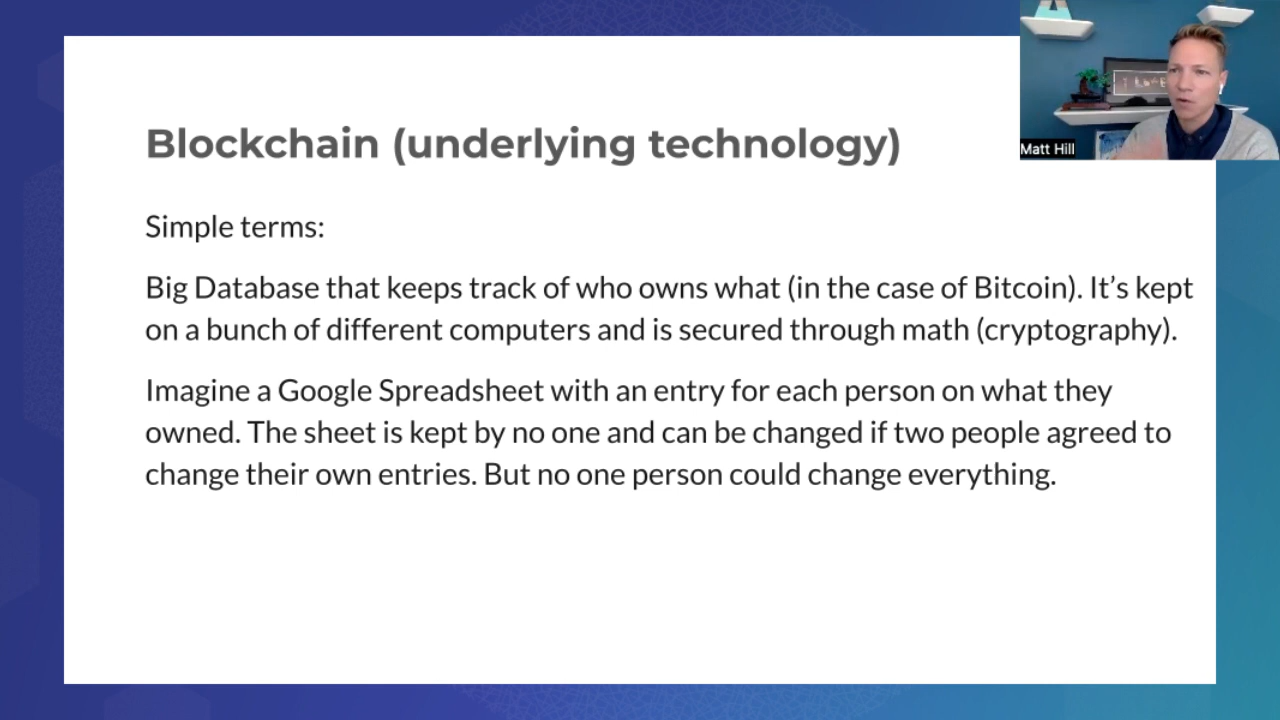 Blockchain (underlying technology)
Matt Hill
Simple terms:
Big Database that keeps track of who owns what (in the case of Bitcoin). It’s kept
on a bunch of different computers and is secured through math (cryptography).
Imagine a Google Spreadsheet with an entry for each person on what they
owned. The sheet is kept by no one and can be changed if two people agreed to
change their own entries. But no one person could change everything.